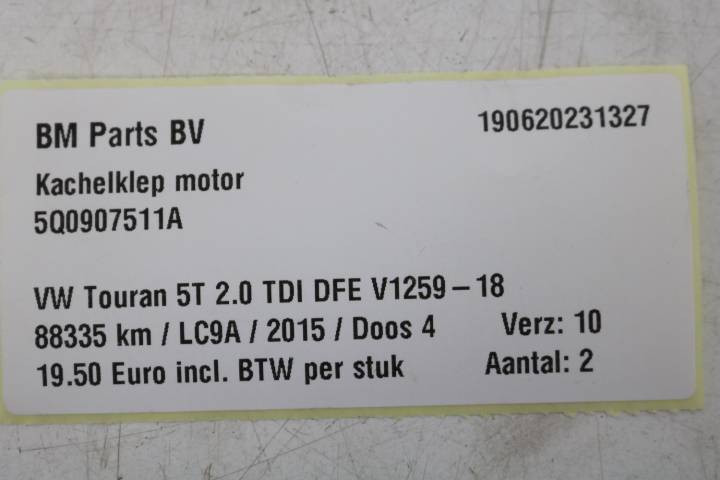 BM Parts BV 190620231327
Kachelklep motor
5Q0907511A
VW Touran 5T 2.0 TDI DFE V1259-18
88335 km / LC9A / 2015 / Doos 4 Verz: 10
19.50 Euro incl. BTW per stuk Aantal: 2